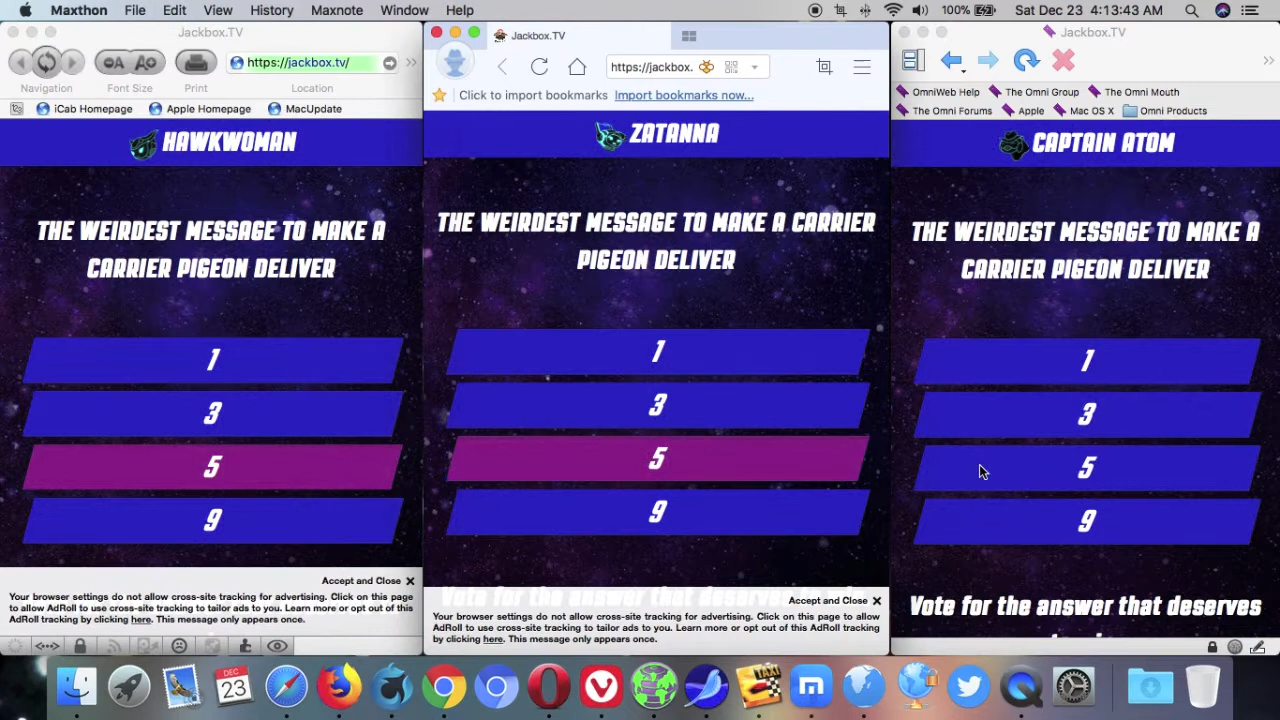 Maxthon File Edit View History Maxnote Window Help 100% Sat Dec 23 4:13:43 AM
Jackbox.TV
Navigation Font Size Print Location
https://jackbox.tv/
iCab Homepage Apple Homepage MacUpdate
HAWKWOMAN
THE WEIRDEST MESSAGE TO MAKE A
CARRIER PIGEON DELIVER
1
3
5
9
Accept and Close
Your browser settings do not allow cross-site tracking for advertising. Click on this page
to allow AdRoll to use cross-site tracking to tailor ads to you. Learn more or opt out of this
AdRoll tracking by clicking here. This message only appears once.
Jackbox.TV
https://jackbox.
Click to import bookmarks Import bookmarks now...
ZATANNA
THE WEIRDEST MESSAGE TO MAKE A CARRIER
PIGEON DELIVER
1
3
5
9
Vote for the answer that deserves
Accept and Close
Your browser settings do not allow cross-site tracking for advertising. Click on this page to allow
AdRoll to use cross-site tracking to tailor ads to you. Learn more or opt out of this AdRoll tracking
by clicking here. This message only appears once.
Jackbox.TV
OmniWeb Help The Omni Group The Omni Mouth
The Omni Forums Apple Mac OS X Omni Products
CAPTAIN ATOM
THE WEIRDEST MESSAGE TO MAKE A
CARRIER PIGEON DELIVER
1
3
5
9
Vote for the answer that deserves
DEC
23
TAXI